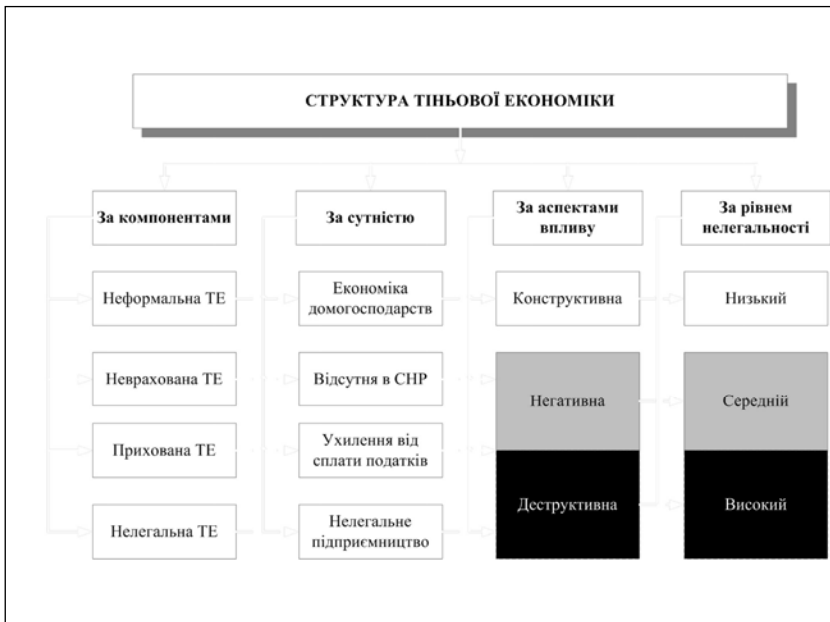 СТРУКТУРА ТІНЬОВОЇ ЕКОНОМІКИ
За компонентами
За сутністю
За аспектами
впливу
За рівнем
нелегальності
Неформальна ТЕ
Економіка
домогосподарств
Конструктивна
Низький
Неврахована ТЕ
Відсутня в СНР
Негативна
Середній
Прихована ТЕ
Ухилення від
сплати податків
Нелегальна ТЕ
Нелегальне
підприємництво
Деструктивна
Високий